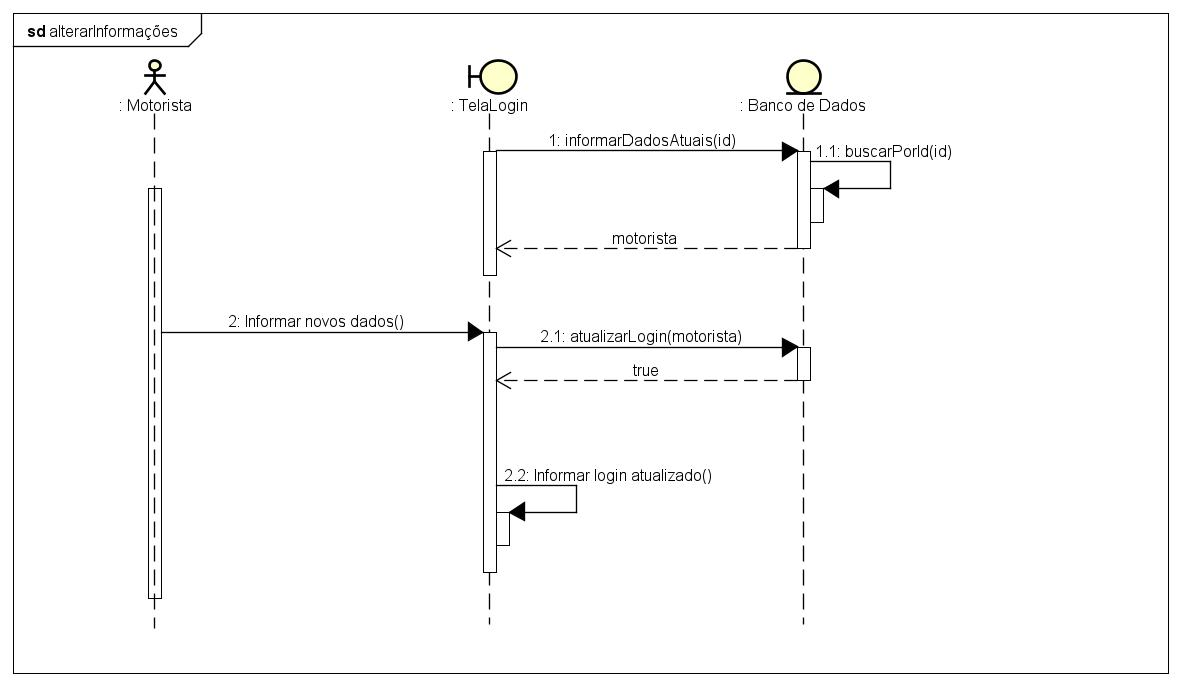 sd alterarInformações
: Motorista
: TelaLogin
: Banco de Dados
1: informarDadosAtuais(id)
1.1: buscarPorId(id)
motorista
2: Informar novos dados()
2.1: atualizarLogin(motorista)
true
2.2: Informar login atualizado()